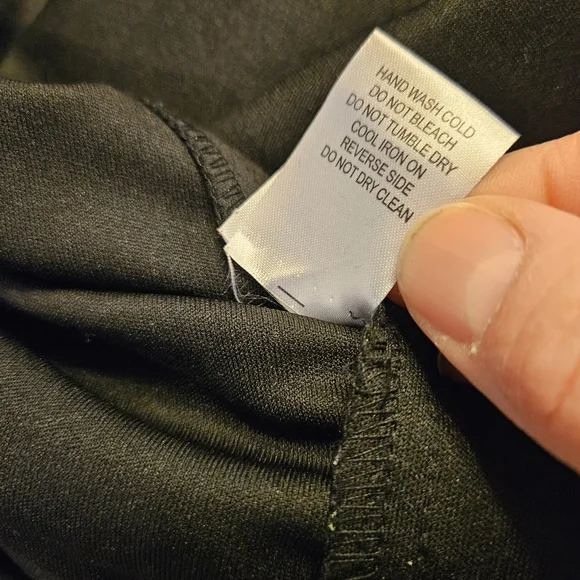 HAND WASH COLD
DO NOT BLEACH
DO NOT TUMBLE DRY
COOL IRON ON
REVERSE SIDE
DO NOT DRY CLEAN